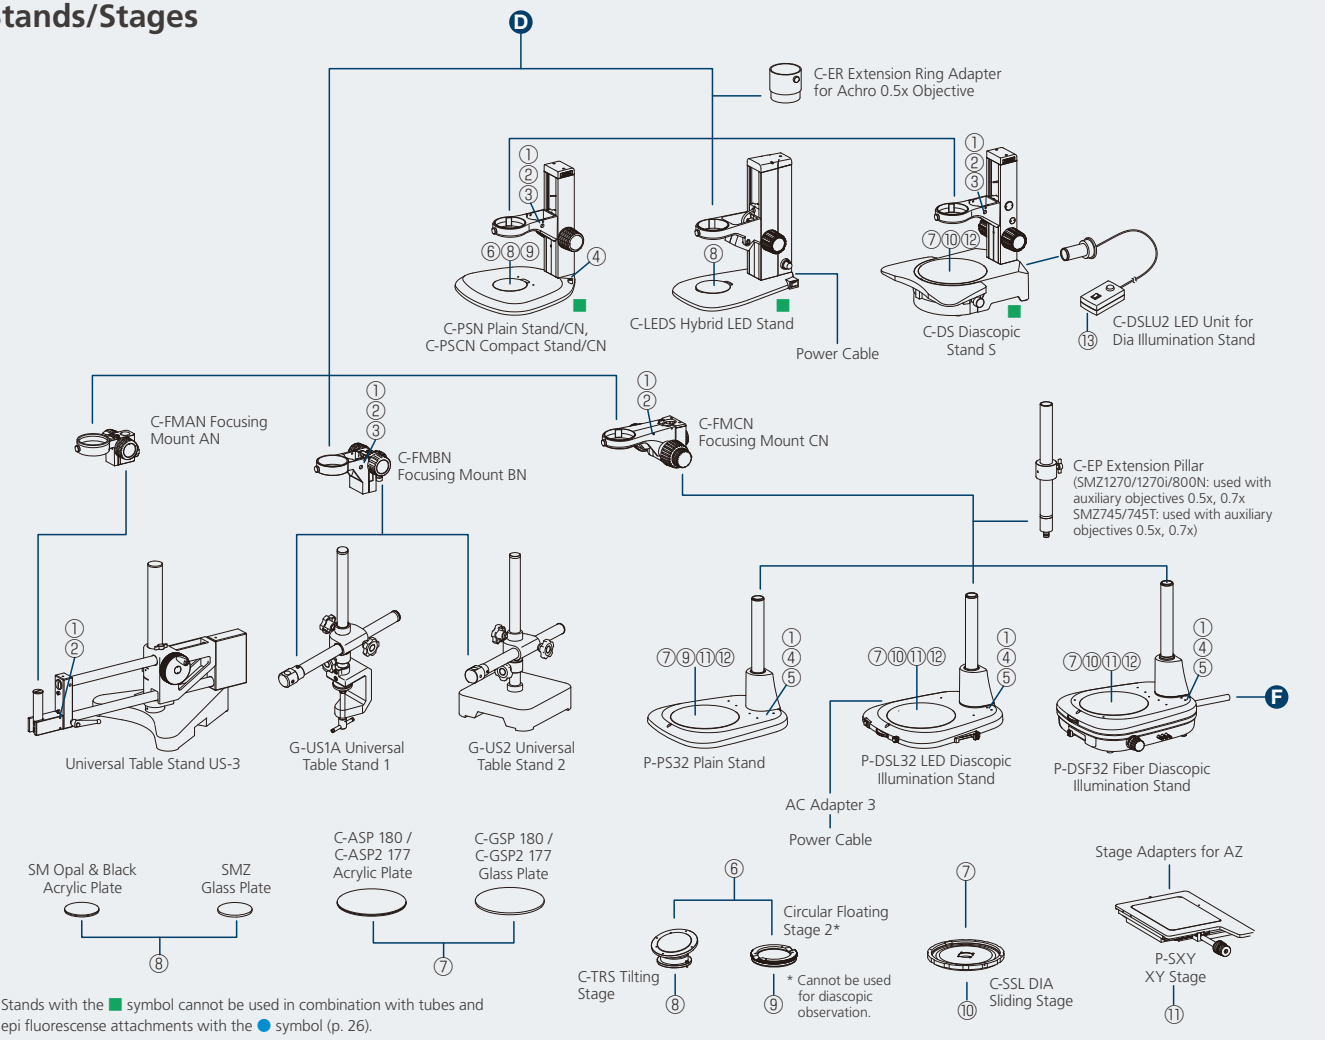 Stands/Stages
D
C-ER Extension Ring Adapter
for Achro 0.5x Objective
①
②
③
⑥⑧⑨
④
C-PSN Plain Stand/CN,
C-PSCN Compact Stand/CN
⑧
C-LEDS Hybrid LED Stand
Power Cable
①
②
③
⑦⑩⑫
C-DS Diascopic
Stand S
⑬
C-DSLU2 LED Unit for
Dia Illumination Stand
C-FMAN Focusing
Mount AN
①
②
③
C-FMBN
Focusing Mount BN
①
②
C-FMCN
Focusing Mount CN
C-EP Extension Pillar
(SMZ1270/1270i/800N: used with
auxiliary objectives 0.5x, 0.7x
SMZ745/745T: used with auxiliary
objectives 0.5x, 0.7x)
①
②
Universal Table Stand US-3
G-US1A Universal
Table Stand 1
G-US2 Universal
Table Stand 2
⑦⑨⑪⑫
①
④
⑤
P-PS32 Plain Stand
⑦⑩⑪⑫
①
④
⑤
P-DSL32 LED Diascopic
Illumination Stand
AC Adapter 3
Power Cable
⑦⑩⑪⑫
①
④
⑤
F
P-DSF32 Fiber Diascopic
Illumination Stand
SM Opal & Black
Acrylic Plate
SMZ
Glass Plate
⑧
C-ASP 180 /
C-ASP2 177
Acrylic Plate
C-GSP 180 /
C-GSP2 177
Glass Plate
⑦
⑥
C-TRS Tilting
Stage
⑧
Circular Floating
Stage 2*
* Cannot be used
for diascopic
observation.
⑨
⑦
C-SSL DIA
Sliding Stage
⑩
Stage Adapters for AZ
P-SXY
XY Stage
⑪
Stands with the ■ symbol cannot be used in combination with tubes and
epi fluorescense attachments with the ● symbol (p. 26).